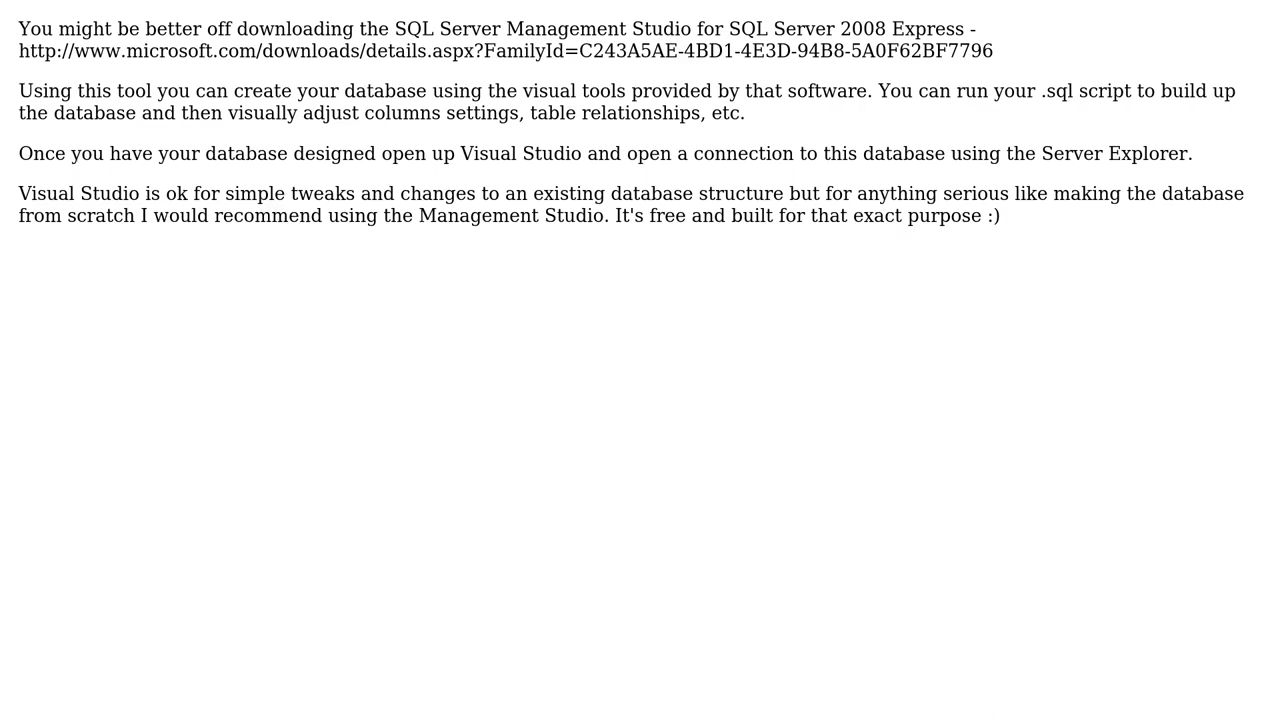 You might be better off downloading the SQL Server Management Studio for SQL Server 2008 Express -
http://www.microsoft.com/downloads/details.aspx?FamilyId=C243A5AE-4BD1-4E3D-94B8-5A0F62BF7796
Using this tool you can create your database using the visual tools provided by that software. You can run your .sql script to build up
the database and then visually adjust columns settings, table relationships, etc.
Once you have your database designed open up Visual Studio and open a connection to this database using the Server Explorer.
Visual Studio is ok for simple tweaks and changes to an existing database structure but for anything serious like making the database
from scratch I would recommend using the Management Studio. It's free and built for that exact purpose :)